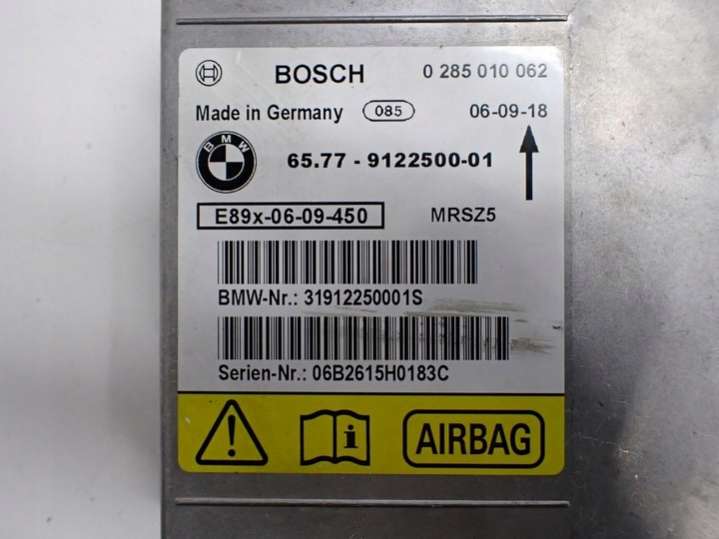 BOSCH 0 285 010 062
Made in Germany 085 06-09-18
BMW 65.77 - 9122500-01
E89x-06-09-450 MRSZ5
BMW-Nr.: 31912250001S
Serien-Nr.: 06B2615H0183C
AIRBAG